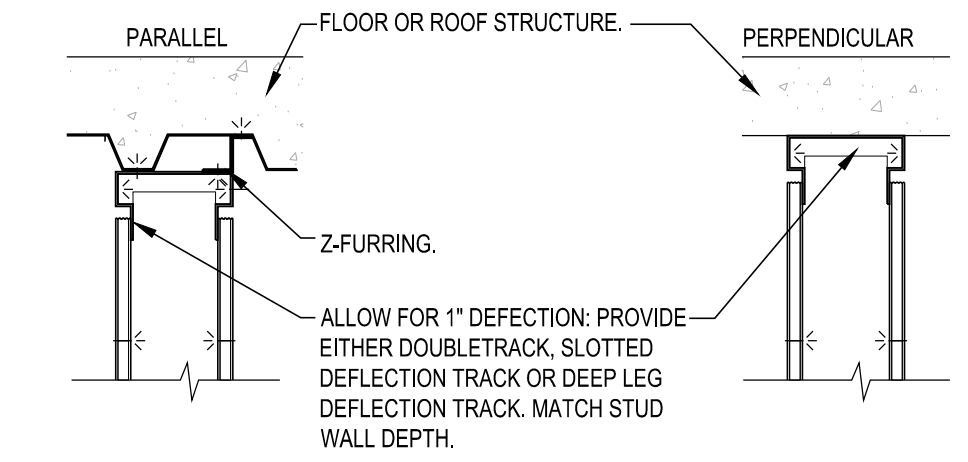 PARALLEL
FLOOR OR ROOF STRUCTURE.
PERPENDICULAR
Z-FURRING.
ALLOW FOR 1" DEFECTION: PROVIDE
EITHER DOUBLETRACK, SLOTTED
DEFLECTION TRACK OR DEEP LEG
DEFLECTION TRACK. MATCH STUD
WALL DEPTH.